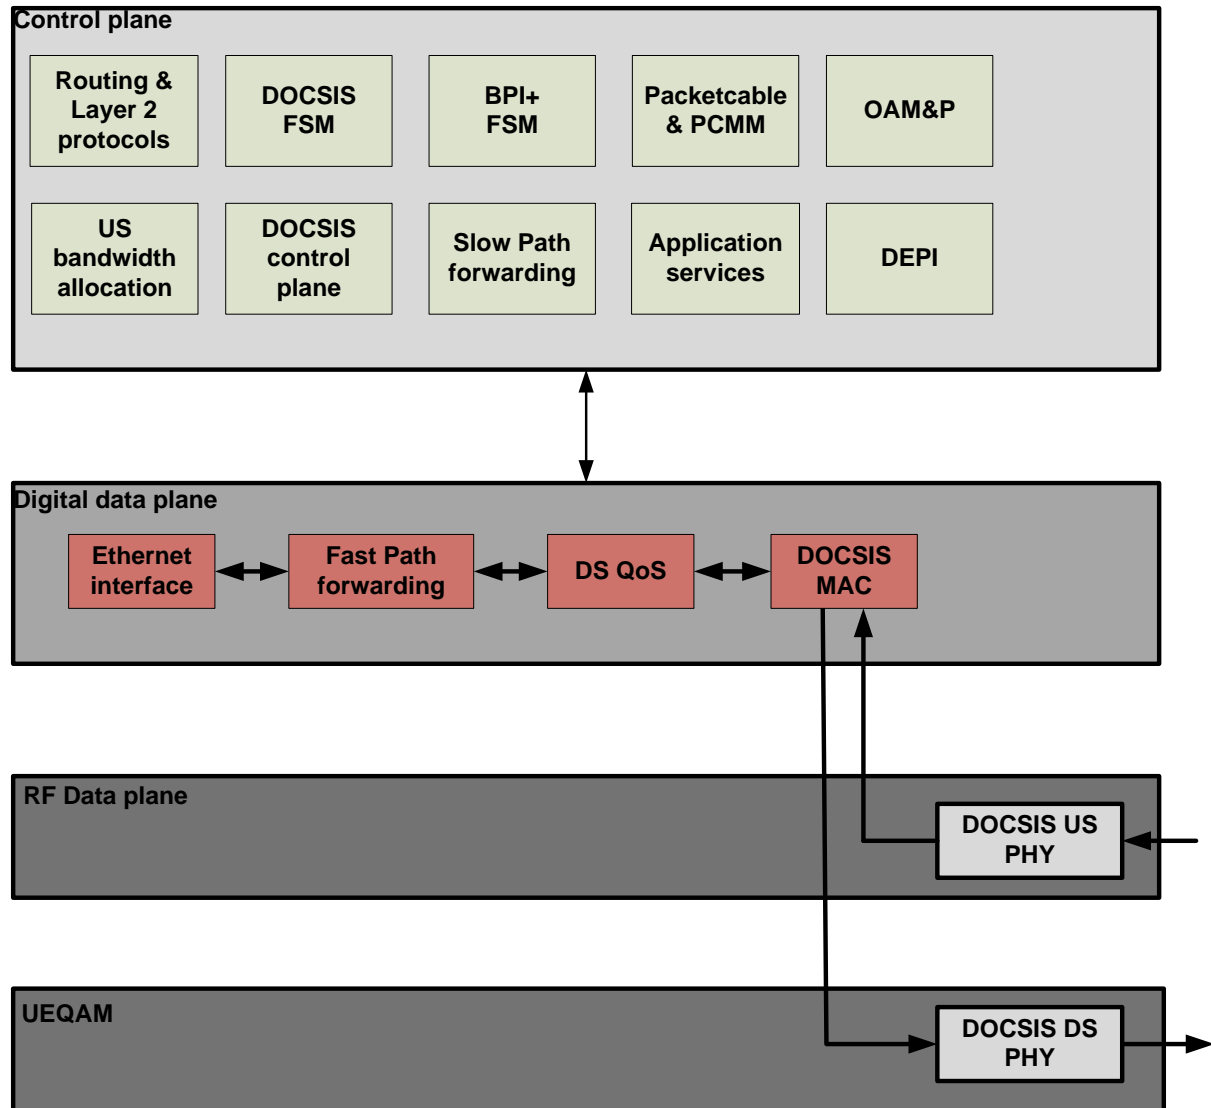 Control plane
Routing &
Layer 2
protocols
DOCSIS
FSM
BPI+
FSM
Packetcable
& PCMM
OAM&P
US
bandwidth
allocation
DOCSIS
control
plane
Slow Path
forwarding
Application
services
DEPI
Digital data plane
Ethernet
interface
Fast Path
forwarding
DS QoS
DOCSIS
MAC
RF Data plane
DOCSIS US
PHY
UEQAM
DOCSIS DS
PHY